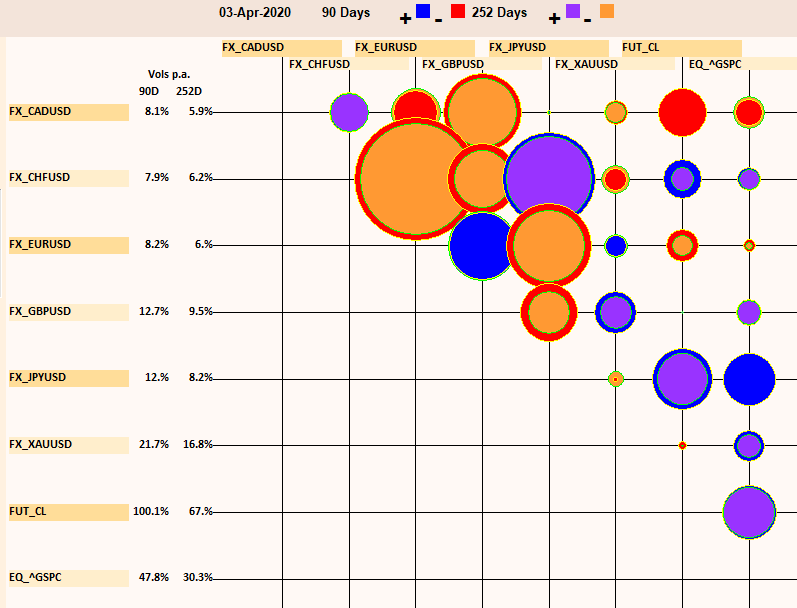 03-Apr-2020 90 Days + - 252 Days + -
FX_CADUSD FX_EURUSD FX_JPYUSD FUT_CL
FX_CHFUSD FX_GBPUSD FX_XAUUSD EQ_^GSPC
Vols p.a.
90D 252D
FX_CADUSD 8.1% 5.9%
FX_CHFUSD 7.9% 6.2%
FX_EURUSD 8.2% 6.%
FX_GBPUSD 12.7% 9.5%
FX_JPYUSD 12.% 8.2%
FX_XAUUSD 21.7% 16.8%
FUT_CL 100.1% 67.%
EQ_^GSPC 47.8% 30.3%